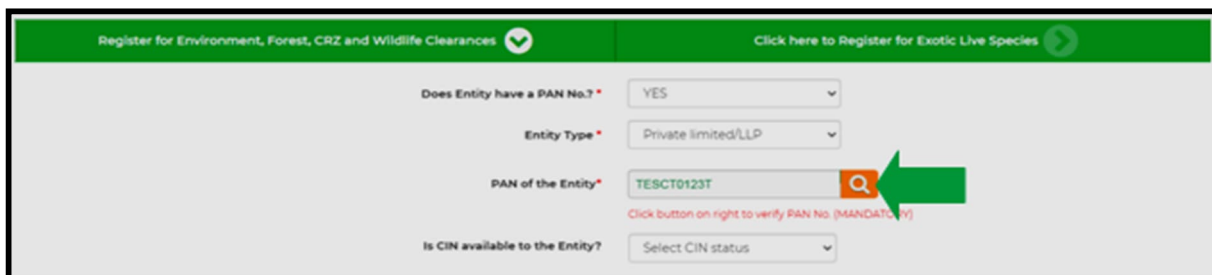 Register for Environment, Forest, CRZ and Wildlife Clearances
Click here to Register for Exotic Live Species
Does Entity have a PAN No.? * YES
Entity Type * Private limited/LLP
PAN of the Entity* TESCT0123T
Click button on right to verify PAN No. (MANDATORY)
Is CIN available to the Entity? Select CIN status